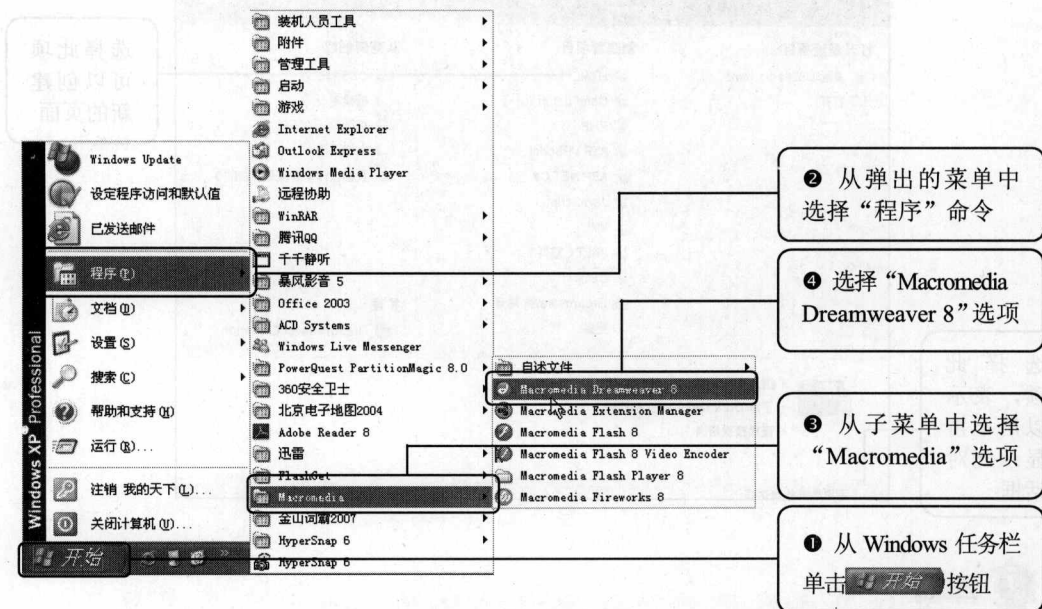 装机人员工具
附件
管理工具
启动
游戏
Internet Explorer
Outlook Express
Windows Media Player
远程协助
WinRAR
腾讯QQ
千千静听
暴风影音 5
Office 2003
ACD Systems
Windows Live Messenger
PowerQuest PartitionMagic 8.0
360安全卫士
北京电子地图2004
Adobe Reader 8
迅雷
FlashGet
Macromedia
金山词霸2007
HyperSnap 6
HyperSnap 6
Windows Update
设定程序访问和默认值
已发送邮件
程序(P)
文档(D)
设置(S)
搜索(C)
帮助和支持(H)
运行(R)...
注销 我的天下(L)...
关闭计算机(U)...
Windows XP Professional
开始
自述文件
Macromedia Dreamweaver 8
Macromedia Extension Manager
Macromedia Flash 8
Macromedia Flash 8 Video Encoder
Macromedia Flash Player 8
Macromedia Fireworks 8
❷ 从弹出的菜单中
选择“程序”命令
❹ 选择“Macromedia
Dreamweaver 8”选项
❸ 从子菜单中选择
“Macromedia”选项
❶ 从 Windows 任务栏
单击 开始 按钮
选择此项
可以创建
新的页面